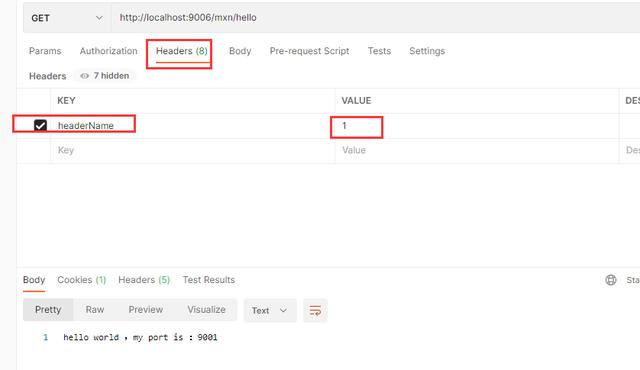 GET http://localhost:9006/mxn/hello
Params Authorization Headers (8) Body Pre-request Script Tests Settings
Headers 7 hidden
KEY VALUE DES
headerName 1
Key Value Des
Body Cookies (1) Headers (5) Test Results Sta
Pretty Raw Preview Visualize Text
1 hello world , my port is : 9001